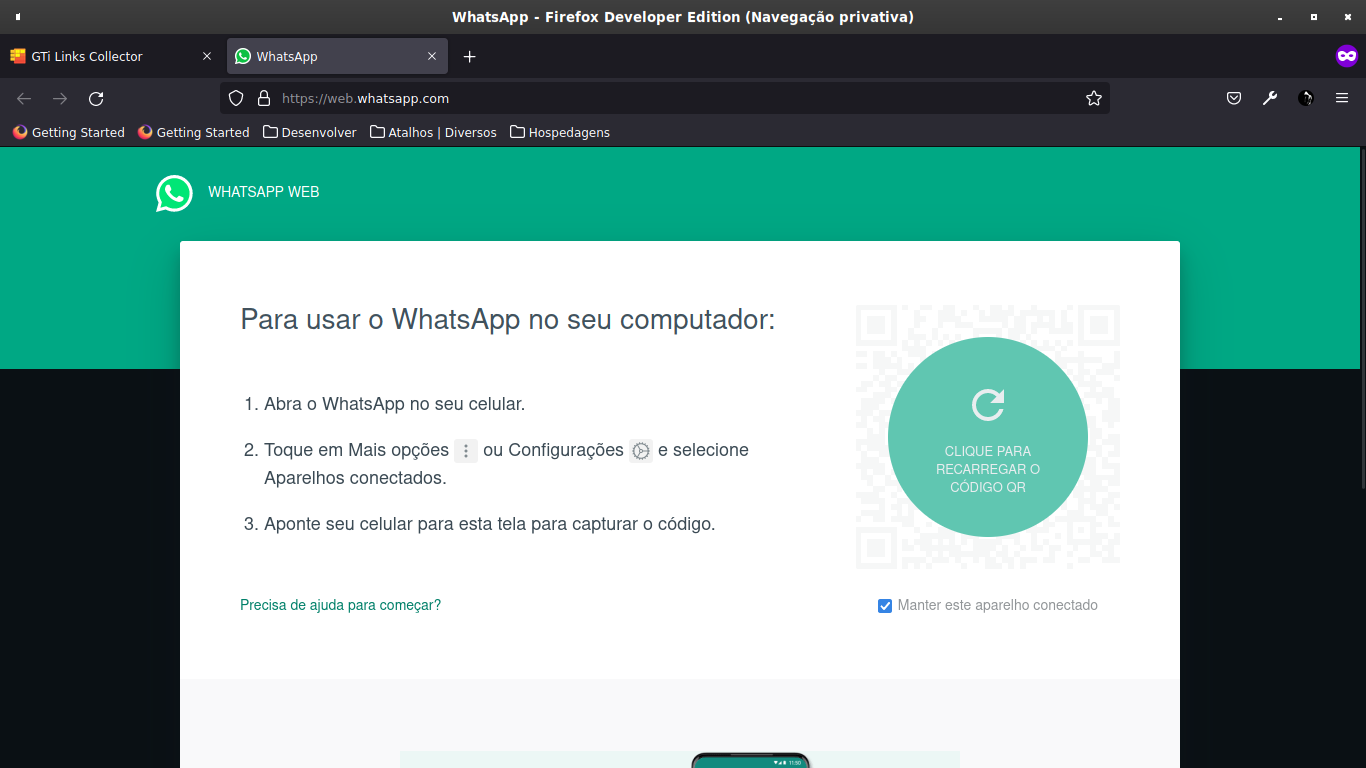 WhatsApp - Firefox Developer Edition (Navegação privativa)
GTi Links Collector
WhatsApp
https://web.whatsapp.com
Getting Started
Getting Started
Desenvolver
Atalhos | Diversos
Hospedagens
WHATSAPP WEB
Para usar o WhatsApp no seu computador:
1. Abra o WhatsApp no seu celular.
2. Toque em Mais opções ou Configurações e selecione
Aparelhos conectados.
3. Aponte seu celular para esta tela para capturar o código.
Precisa de ajuda para começar?
CLIQUE PARA
RECARREGAR O
CÓDIGO QR
Manter este aparelho conectado